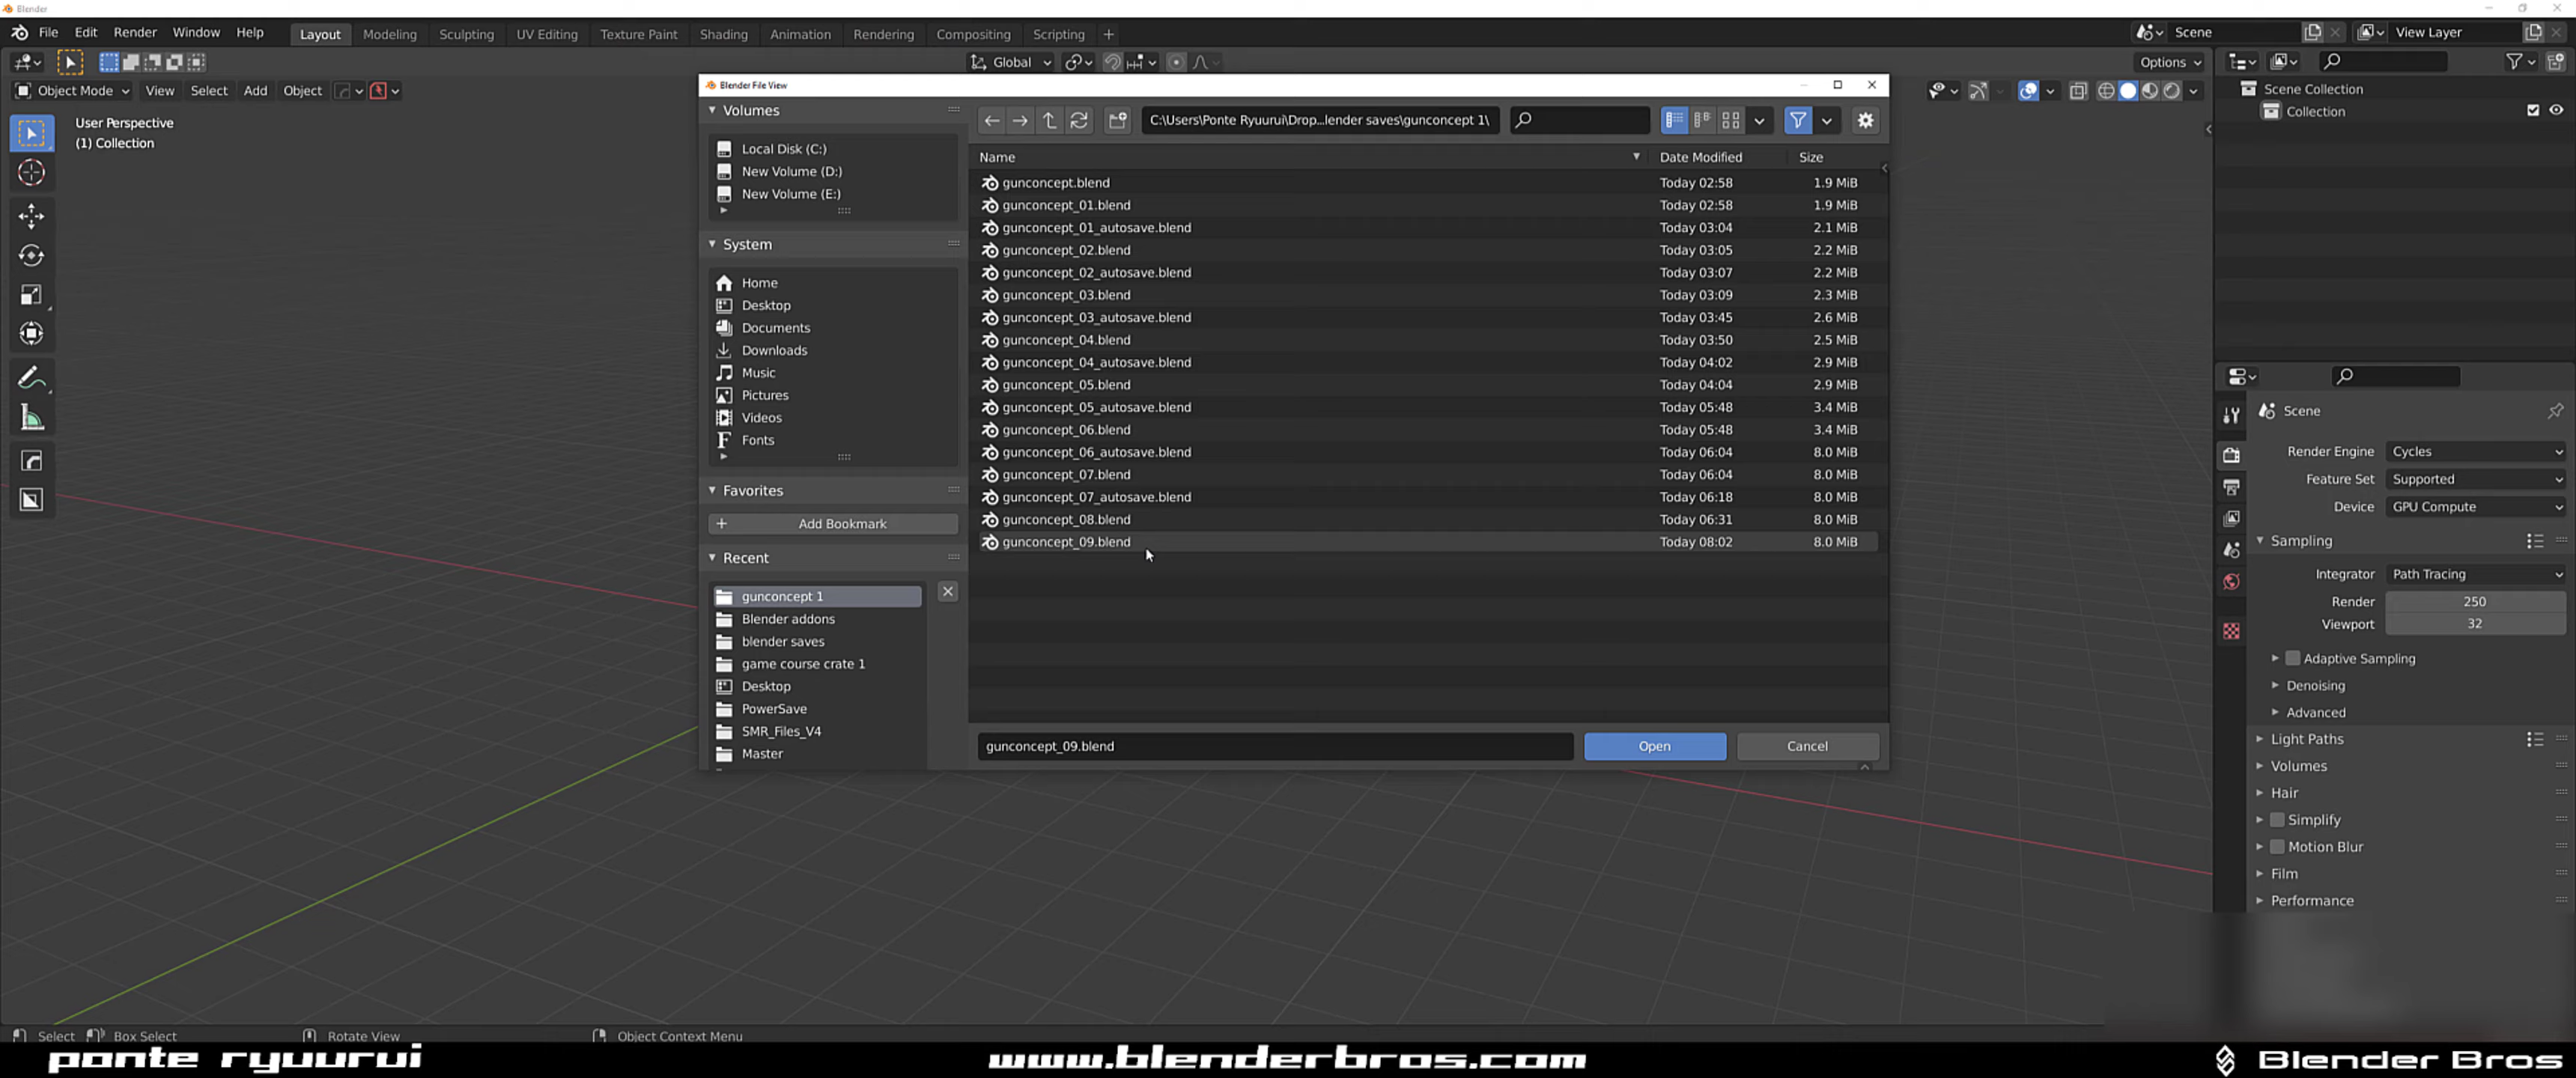 Blender
File Edit Render Window Help Layout Modeling Sculpting UV Editing Texture Paint Shading Animation Rendering Compositing Scripting + Scene View Layer
Global Options
Object Mode View Select Add Object
User Perspective
(1) Collection
Blender File View
Volumes
Local Disk (C:)
New Volume (D:)
New Volume (E:)
System
Home
Desktop
Documents
Downloads
Music
Pictures
Videos
Fonts
Favorites
+ Add Bookmark
Recent
gunconcept 1
Blender addons
blender saves
game course crate 1
Desktop
PowerSave
SMR_Files_V4
Master
C:\Users\Ponte Ryuurui\Drop...lender saves\gunconcept 1\
Name Date Modified Size
gunconcept.blend Today 02:58 1.9 MiB
gunconcept_01.blend Today 02:58 1.9 MiB
gunconcept_01_autosave.blend Today 03:04 2.1 MiB
gunconcept_02.blend Today 03:05 2.2 MiB
gunconcept_02_autosave.blend Today 03:07 2.2 MiB
gunconcept_03.blend Today 03:09 2.3 MiB
gunconcept_03_autosave.blend Today 03:45 2.6 MiB
gunconcept_04.blend Today 03:50 2.5 MiB
gunconcept_04_autosave.blend Today 04:02 2.9 MiB
gunconcept_05.blend Today 04:04 2.9 MiB
gunconcept_05_autosave.blend Today 05:48 3.4 MiB
gunconcept_06.blend Today 05:48 3.4 MiB
gunconcept_06_autosave.blend Today 06:04 8.0 MiB
gunconcept_07.blend Today 06:04 8.0 MiB
gunconcept_07_autosave.blend Today 06:18 8.0 MiB
gunconcept_08.blend Today 06:31 8.0 MiB
gunconcept_09.blend Today 08:02 8.0 MiB
gunconcept_09.blend Open Cancel
Scene Collection
Collection
Scene
Render Engine Cycles
Feature Set Supported
Device GPU Compute
Sampling
Integrator Path Tracing
Render 250
Viewport 32
Adaptive Sampling
Denoising
Advanced
Light Paths
Volumes
Hair
Simplify
Motion Blur
Film
Performance
Select Box Select Rotate View Object Context Menu
ponte ryuurui www.blenderbros.com Blender Bros